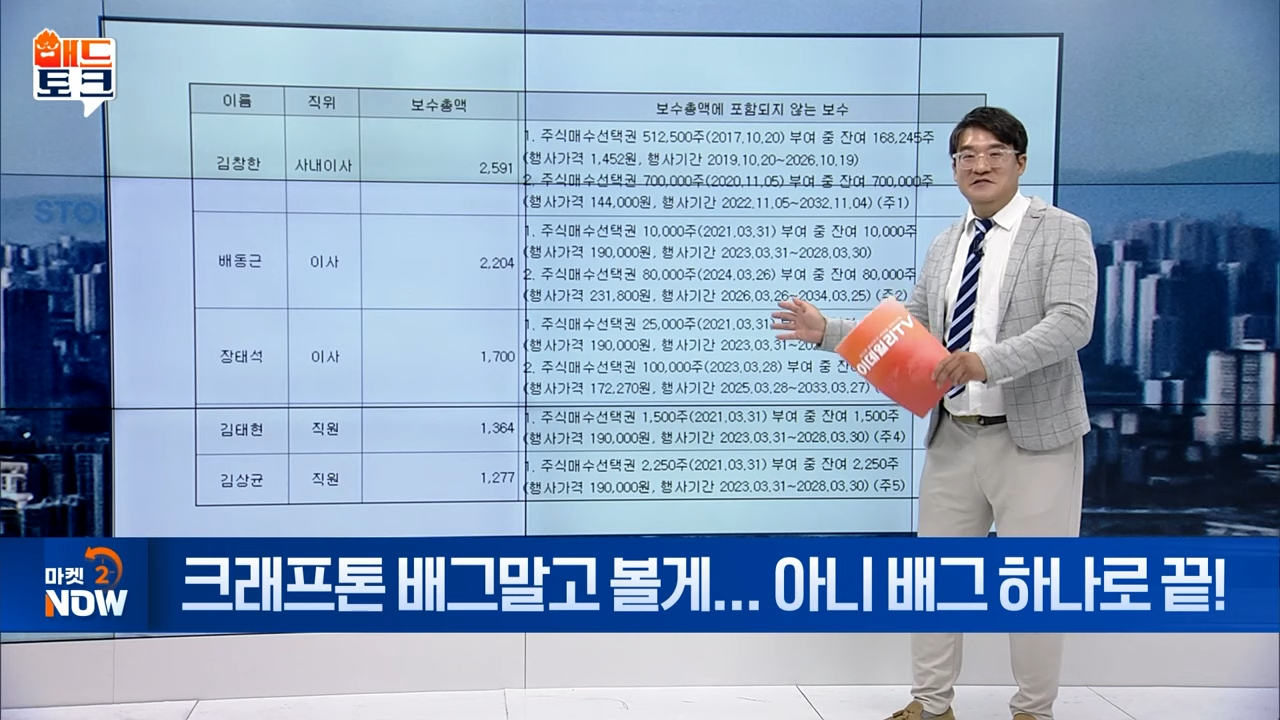 배드
토크
STO
이름 직위 보수총액 보수총액에 포함되지 않는 보수
김창한 사내이사 2,591
1. 주식매수선택권 512,500주(2017.10.20) 부여 중 잔여 168,245주
(행사가격 1,452원, 행사기간 2019.10.20~2026.10.19)
2. 주식매수선택권 700,000주(2020.11.05) 부여 중 잔여 700,000주
(행사가격 144,000원, 행사기간 2022.11.05~2032.11.04) (주1)
배동근 이사 2,204
1. 주식매수선택권 10,000주(2021.03.31) 부여 중 잔여 10,000주
(행사가격 190,000원, 행사기간 2023.03.31~2028.03.30)
2. 주식매수선택권 80,000주(2024.03.26) 부여 중 잔여 80,000주
(행사가격 231,800원, 행사기간 2026.03.26~2034.03.25) (주2)
장태석 이사 1,700
1. 주식매수선택권 25,000주(2021.03.31)
(행사가격 190,000원, 행사기간 2023.03.31~20
2. 주식매수선택권 100,000주(2023.03.28) 부여 중 잔
(행사가격 172,270원, 행사기간 2025.03.28~2033.03.27)
김태현 직원 1,364
1. 주식매수선택권 1,500주(2021.03.31) 부여 중 잔여 1,500주
(행사가격 190,000원, 행사기간 2023.03.31~2028.03.30) (주4)
김상균 직원 1,277
1. 주식매수선택권 2,250주(2021.03.31) 부여 중 잔여 2,250주
(행사가격 190,000원, 행사기간 2023.03.31~2028.03.30) (주5)
이데일리TV
마켓 2
NOW
크래프톤 배그말고 볼게... 아니 배그 하나로 끝!